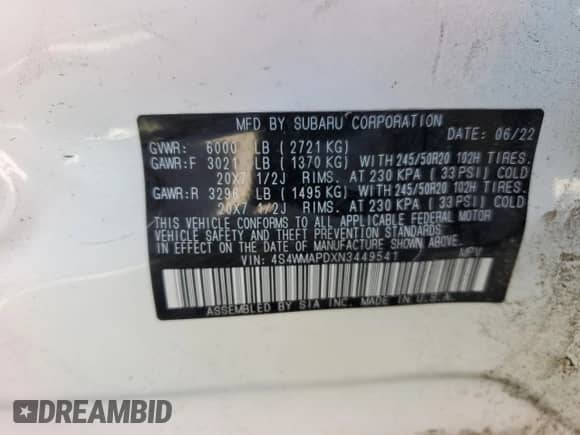 MFD BY SUBARU CORPORATION
DATE: 06/22
GVWR: 6000 LB ( 2721 KG)
GAWR:F 3021 LB ( 1370 KG) WITH 245/50R20 102H TIRES.
20X7 1/2J RIMS. AT 230 KPA ( 33 PSI) COLD
GAWR:R 3296 LB ( 1495 KG) WITH 245/50R20 102H TIRES.
20X7 1/2J RIMS. AT 230 KPA ( 33 PSI) COLD
THIS VEHICLE CONFORMS TO ALL APPLICABLE FEDERAL MOTOR
VEHICLE SAFETY, BUMPER, AND THEFT PREVENTION STANDARDS
IN EFFECT ON THE DATE OF MANUFACTURE SHOWN ABOVE.
VIN: 4S4WMAPDXN3449541 MPV
ASSEMBLED BY SIA INC. MADE IN U.S.A.
DREAMBID